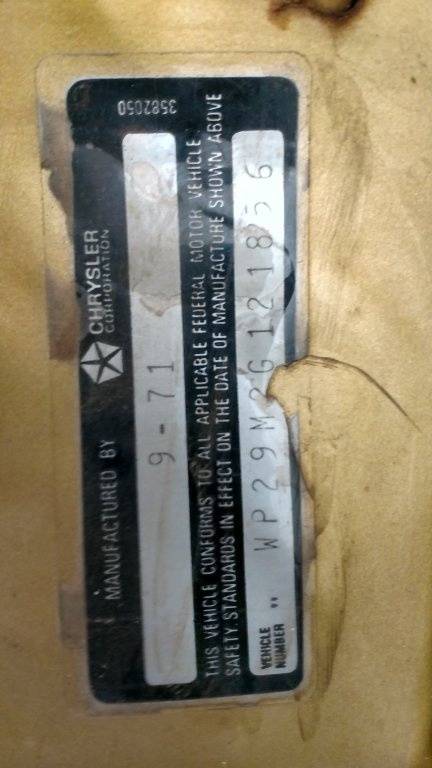 3582050
MANUFACTURED BY CHRYSLER
CORPORATION
9-71
THIS VEHICLE CONFORMS TO ALL APPLICABLE FEDERAL MOTOR VEHICLE
SAFETY STANDARDS IN EFFECT ON THE DATE OF MANUFACTURE SHOWN ABOVE
VEHICLE
NUMBER **